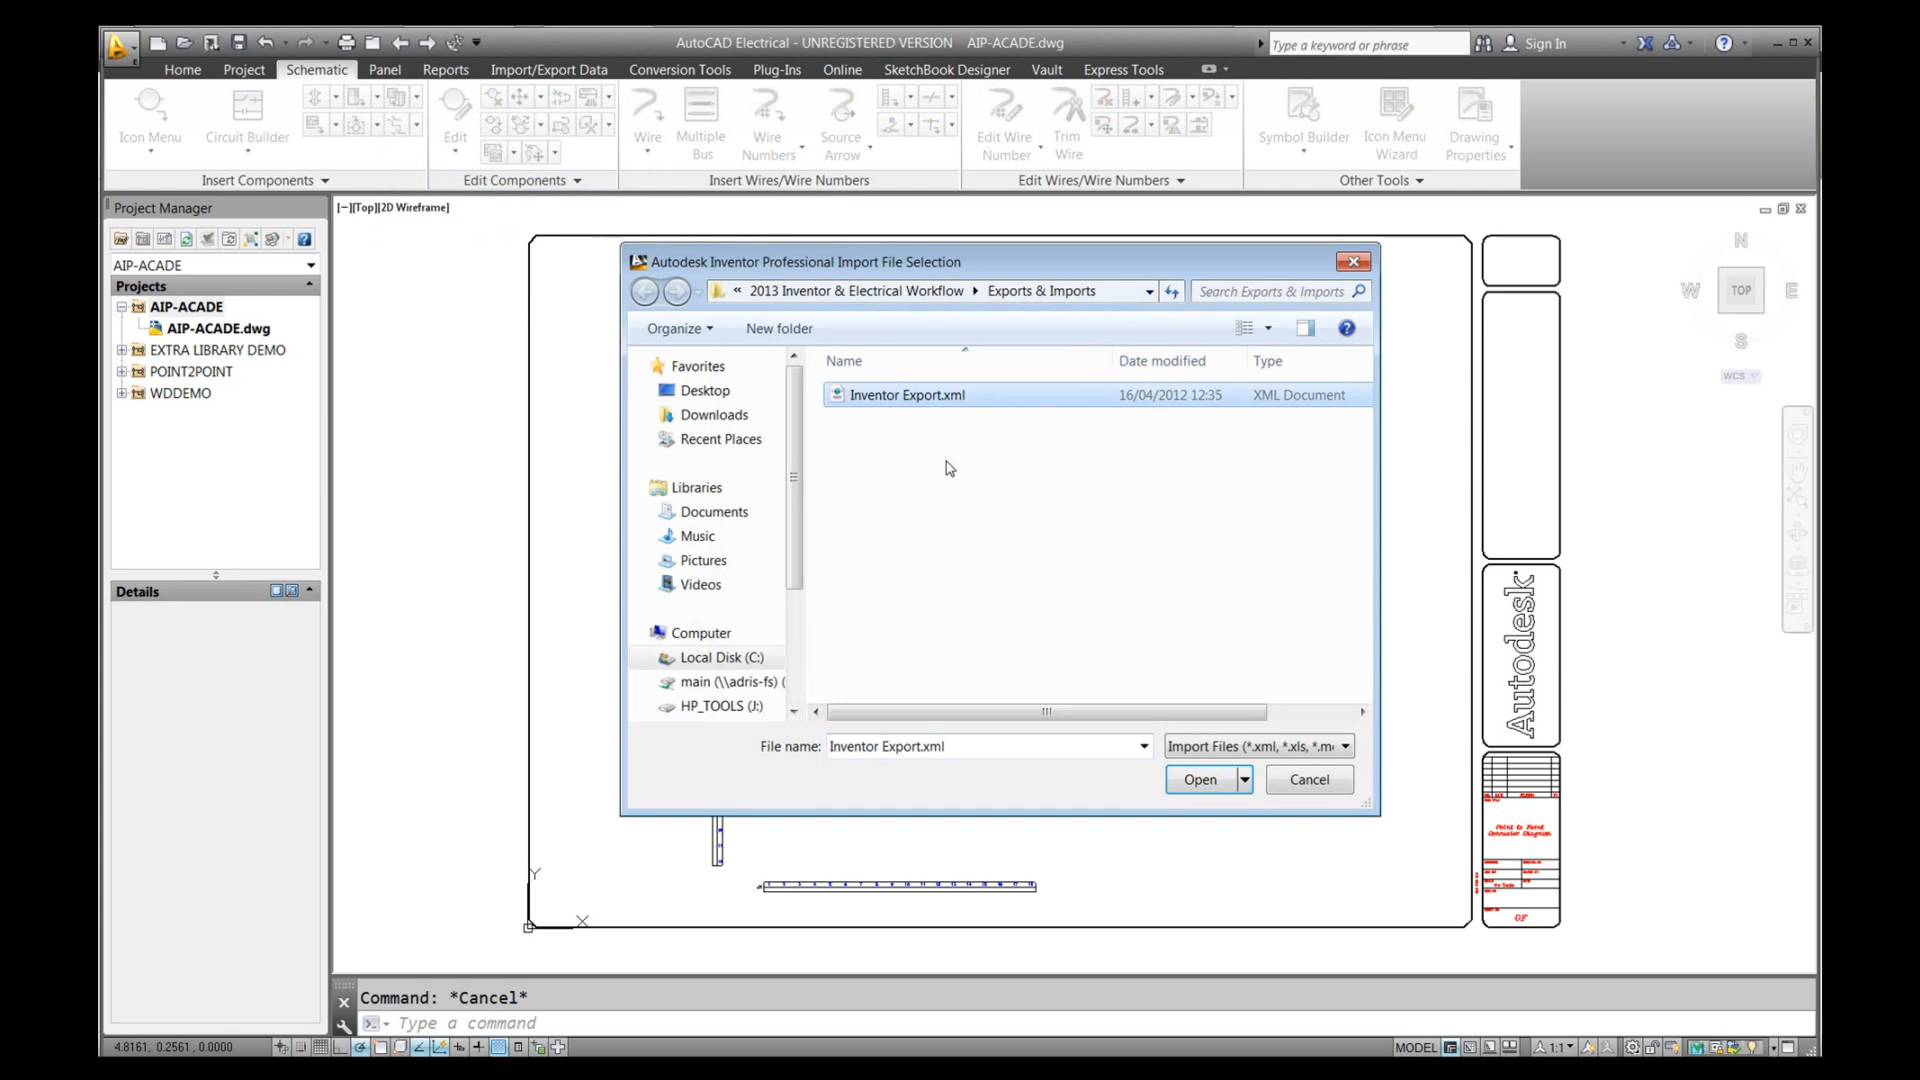 AutoCAD Electrical - UNREGISTERED VERSION AIP-ACADE.dwg
Type a keyword or phrase
Sign In
Home Project Schematic Panel Reports Import/Export Data Conversion Tools Plug-Ins Online SketchBook Designer Vault Express Tools
Icon Menu
Circuit Builder
Edit
Wire
Multiple Bus
Wire Numbers
Source Arrow
Edit Wire Number
Trim Wire
Symbol Builder
Icon Menu Wizard
Drawing Properties
Insert Components
Edit Components
Insert Wires/Wire Numbers
Edit Wires/Wire Numbers
Other Tools
Project Manager
AIP-ACADE
Projects
AIP-ACADE
AIP-ACADE.dwg
EXTRA LIBRARY DEMO
POINT2POINT
WDDEMO
Details
[−][Top][2D Wireframe]
Autodesk Inventor Professional Import File Selection
« 2013 Inventor & Electrical Workflow Exports & Imports
Search Exports & Imports
Organize
New folder
Name Date modified Type
Inventor Export.xml 16/04/2012 12:35 XML Document
Favorites
Desktop
Downloads
Recent Places
Libraries
Documents
Music
Pictures
Videos
Computer
Local Disk (C:)
main (\\adris-fs) (
HP_TOOLS (J:)
File name: Inventor Export.xml
Import Files (*.xml, *.xls, *.m
Open
Cancel
N
W TOP E
S
WCS
Autodesk
Point to Point
OF
Y
X
Command: *Cancel*
Type a command
4.8161, 0.2561, 0.0000
MODEL
1:1